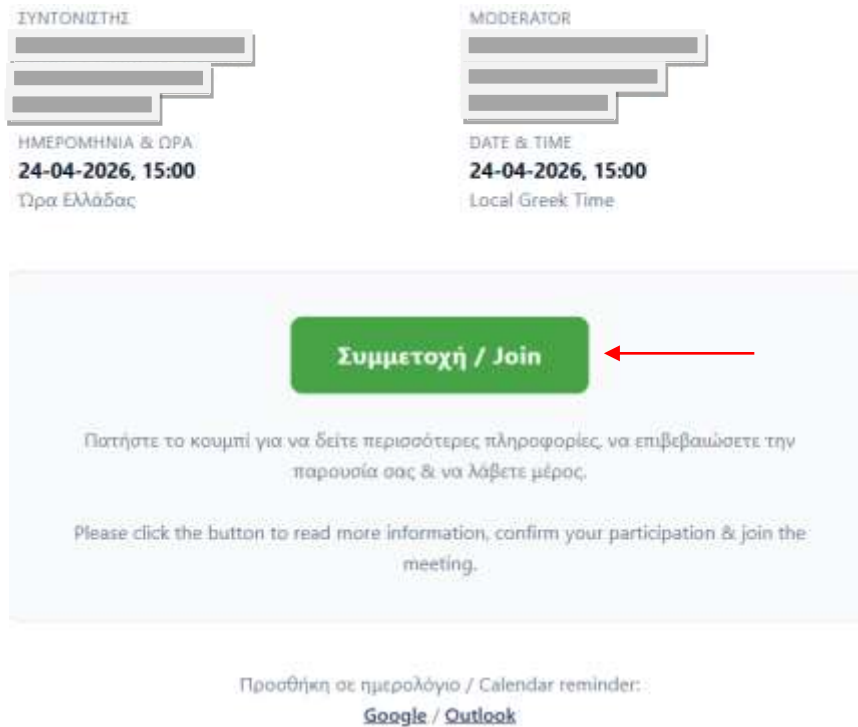 ΣΥΝΤΟΝΙΣΤΗΣ
ΗΜΕΡΟΜΗΝΙΑ & ΩΡΑ
24-04-2026, 15:00
Ώρα Ελλάδας
MODERATOR
DATE & TIME
24-04-2026, 15:00
Local Greek Time
Συμμετοχή / Join
Πατήστε το κουμπί για να δείτε περισσότερες πληροφορίες, να επιβεβαιώσετε την
παρουσία σας & να λάβετε μέρος.
Please click the button to read more information, confirm your participation & join the
meeting.
Προσθήκη σε ημερολόγιο / Calendar reminder:
Google / Outlook